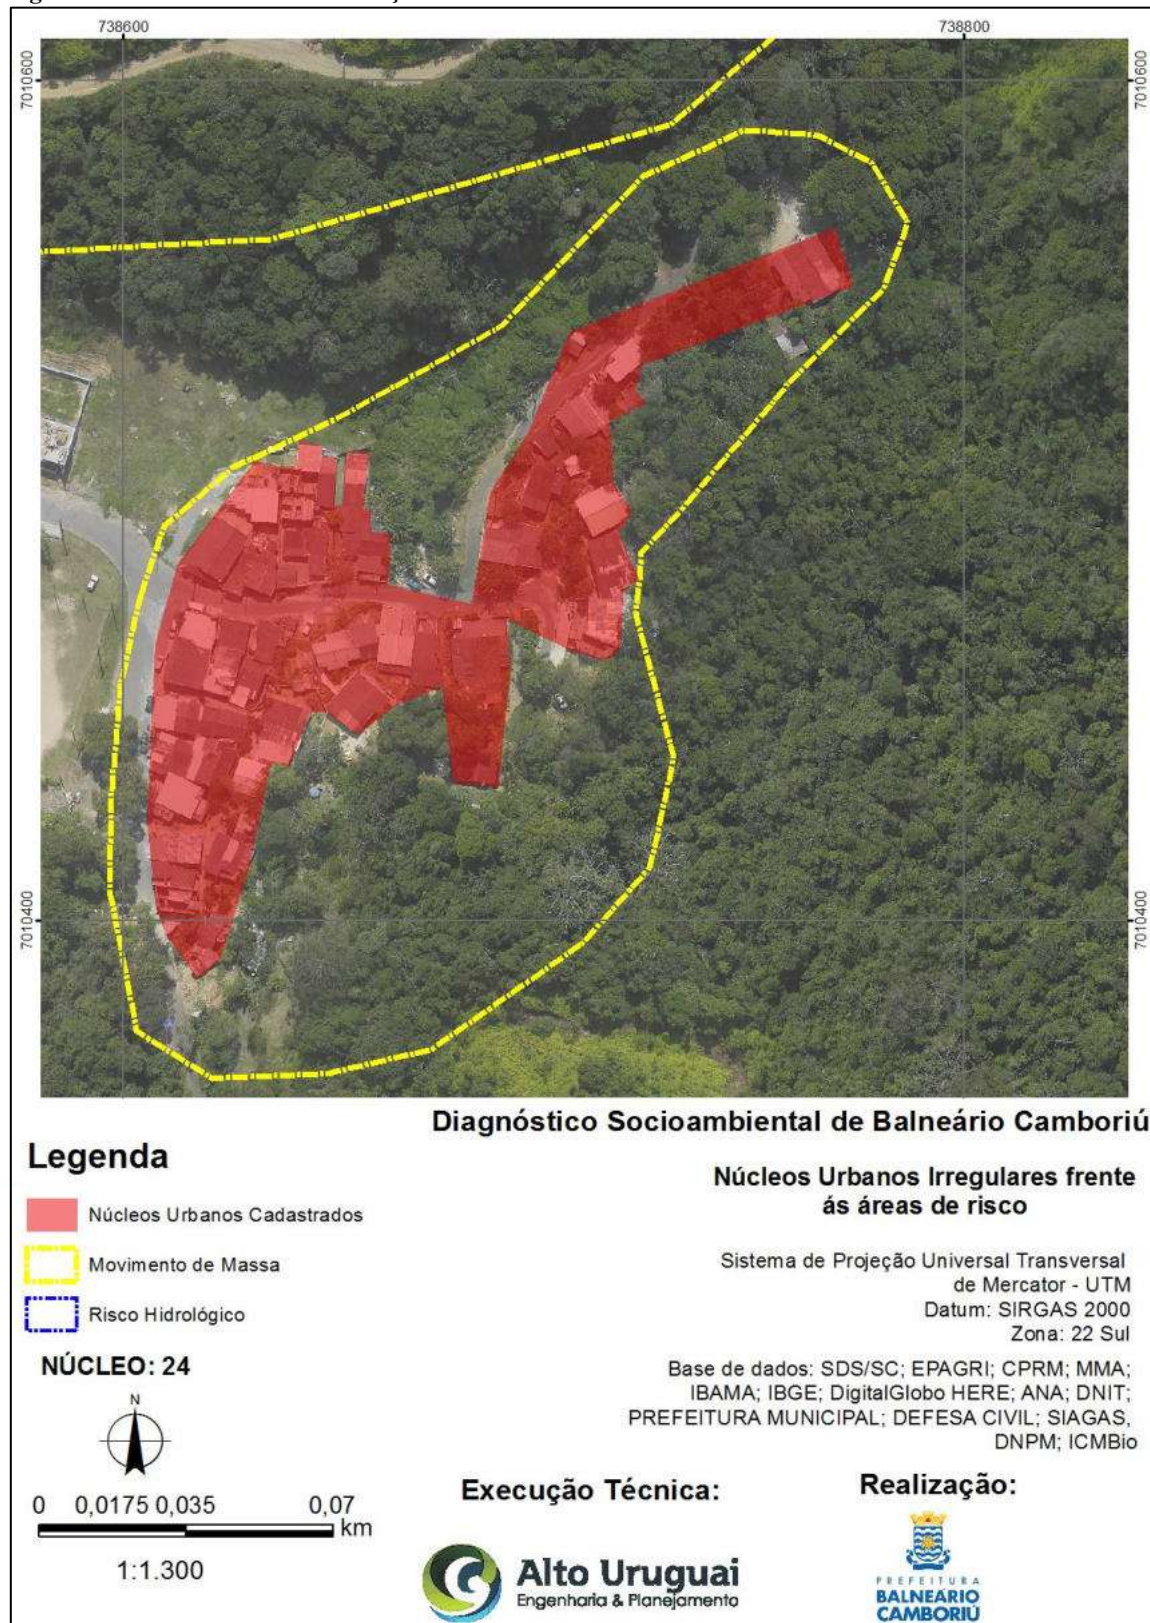 738600
738800
7010600
7010600
7010400
7010400
Diagnóstico Socioambiental de Balneário Camboriú
Legenda
Núcleos Urbanos Cadastrados
Movimento de Massa
Risco Hidrológico
NÚCLEO: 24
N
0 0,0175 0,035 0,07
km
1:1.300
Núcleos Urbanos Irregulares frente
ás áreas de risco
Sistema de Projeção Universal Transversal
de Mercator - UTM
Datum: SIRGAS 2000
Zona: 22 Sul
Base de dados: SDS/SC; EPAGRI; CPRM; MMA;
IBAMA; IBGE; DigitalGlobo HERE; ANA; DNIT;
PREFEITURA MUNICIPAL; DEFESA CIVIL; SIAGAS,
DNPM; ICMBio
Execução Técnica:
Alto Uruguai
Engenharia & Planejamento
Realização:
PREFEITURA
BALNEÁRIO
CAMBORIÚ